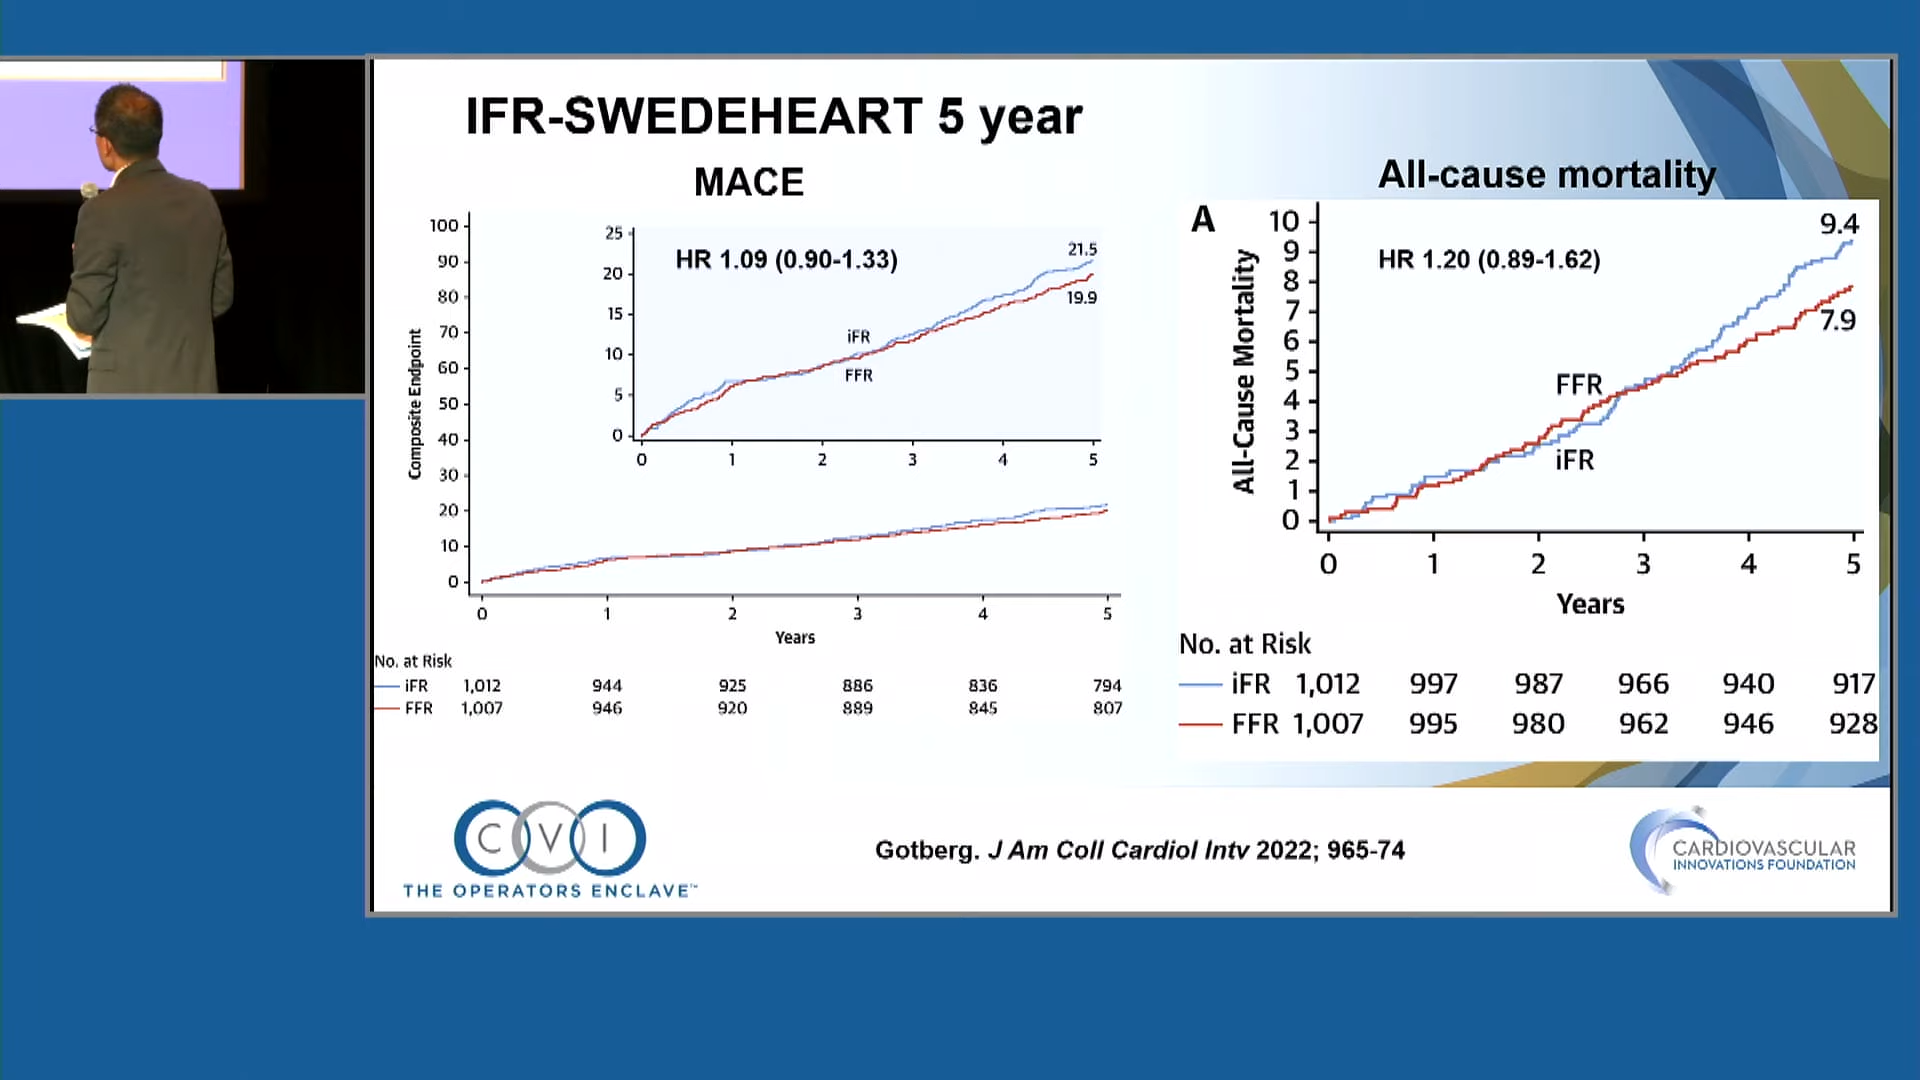 IFR-SWEDEHEART 5 year
MACE
100
90
80
70
60
50
40
30
20
10
0
Composite Endpoint
25
20
15
10
5
0
HR 1.09 (0.90-1.33)
21.5
19.9
iFR
FFR
0 1 2 3 4 5
0 1 2 3 4 5
Years
No. at Risk
iFR 1,012 944 925 886 836 794
FFR 1,007 946 920 889 845 807
All-cause mortality
A
10
9
8
7
6
5
4
3
2
1
0
All-Cause Mortality
HR 1.20 (0.89-1.62)
9.4
7.9
FFR
iFR
0 1 2 3 4 5
Years
No. at Risk
iFR 1,012 997 987 966 940 917
FFR 1,007 995 980 962 946 928
CVI
THE OPERATORS ENCLAVE™
Gotberg. J Am Coll Cardiol Intv 2022; 965-74
CARDIOVASCULAR
INNOVATIONS FOUNDATION